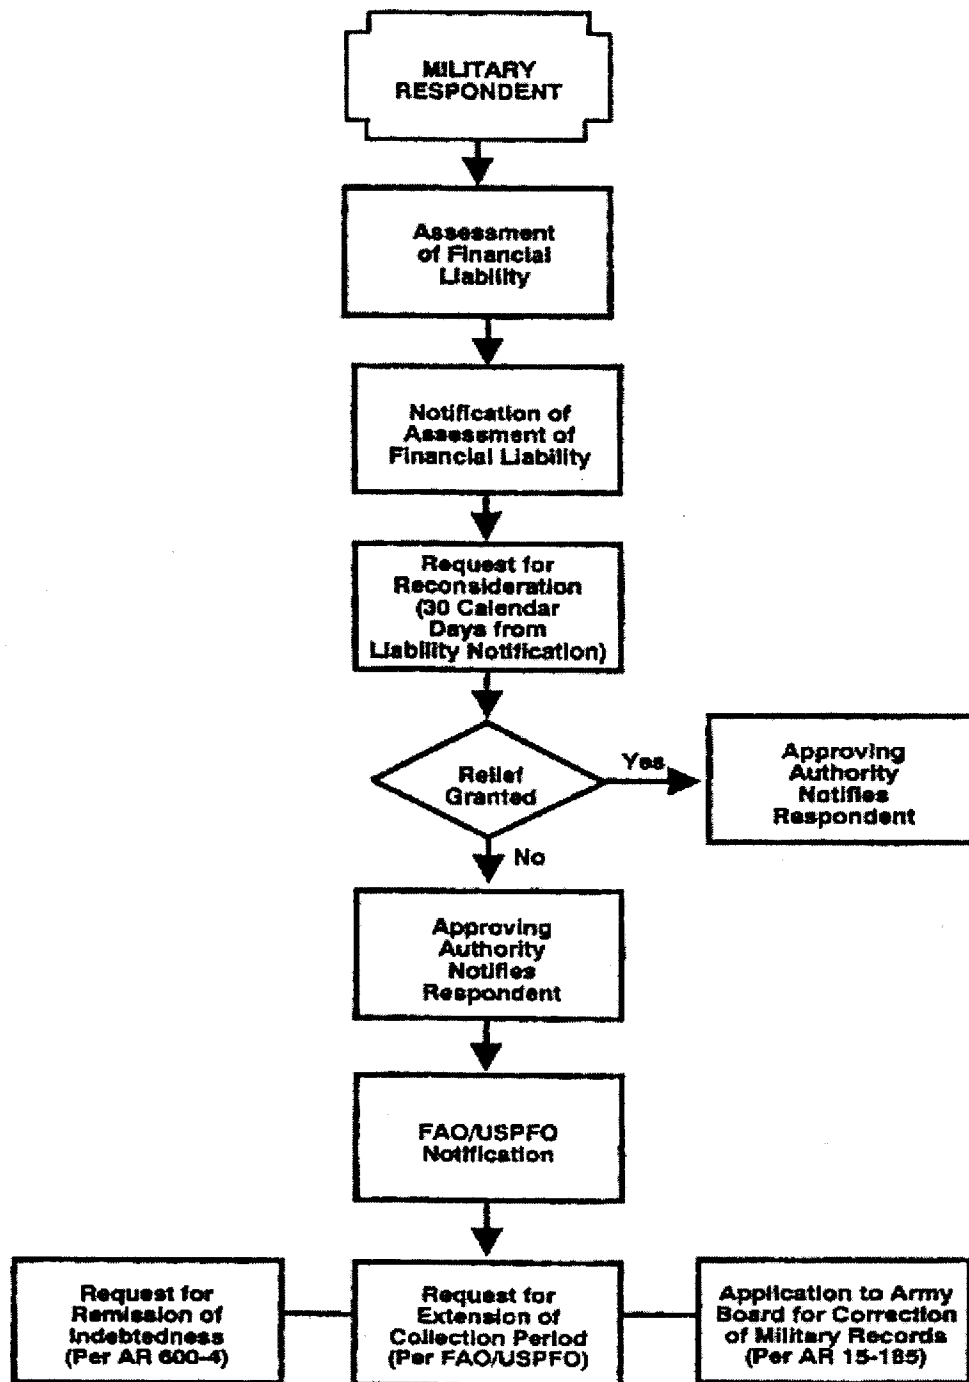 MILITARY
RESPONDENT
Assessment
of Financial
Liability
Notification of
Assessment of
Financial Liability
Request for
Reconsideration
(30 Calendar
Days from
Liability Notification)
Relief
Granted
Yes
Approving
Authority
Notifies
Respondent
No
Approving
Authority
Notifies
Respondent
FAO/USPFO
Notification
Request for
Remission of
Indebtedness
(Per AR 600-4)
Request for
Extension of
Collection Period
(Per FAO/USPFO)
Application to Army
Board for Correction
of Military Records
(Per AR 15-185)